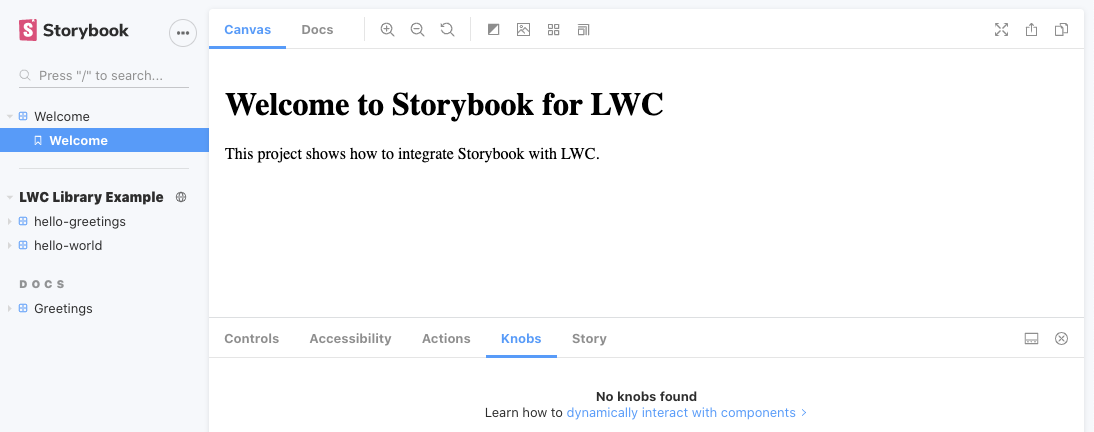 Storybook
Press "/" to search...
Welcome
Welcome
LWC Library Example
hello-greetings
hello-world
DOCS
Greetings
Canvas Docs
Welcome to Storybook for LWC
This project shows how to integrate Storybook with LWC.
Controls Accessibility Actions Knobs Story
No knobs found
Learn how to dynamically interact with components